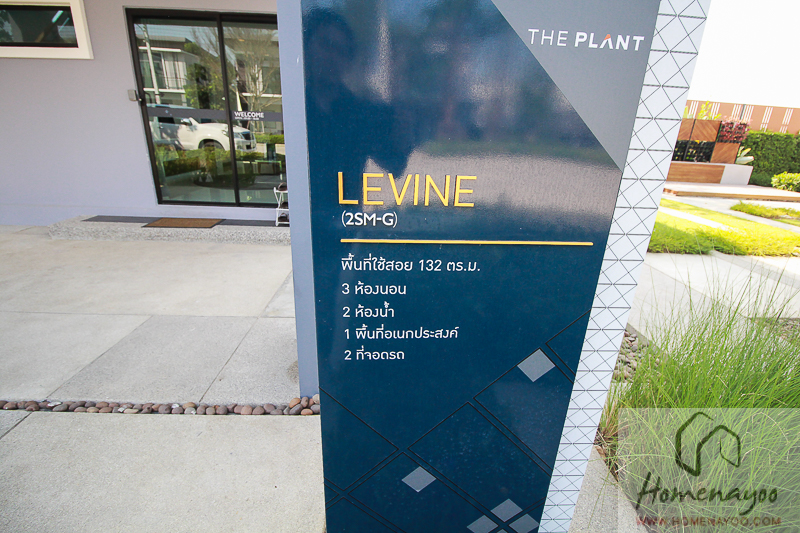 THE PLANT
WELCOME
LEVINE
(2SM-G)
พื้นที่ใช้สอย 132 ตร.ม.
3 ห้องนอน
2 ห้องน้ำ
1 พื้นที่อเนกประสงค์
2 ที่จอดรถ
Homenayoo
WWW.HOMENAYOO.COM